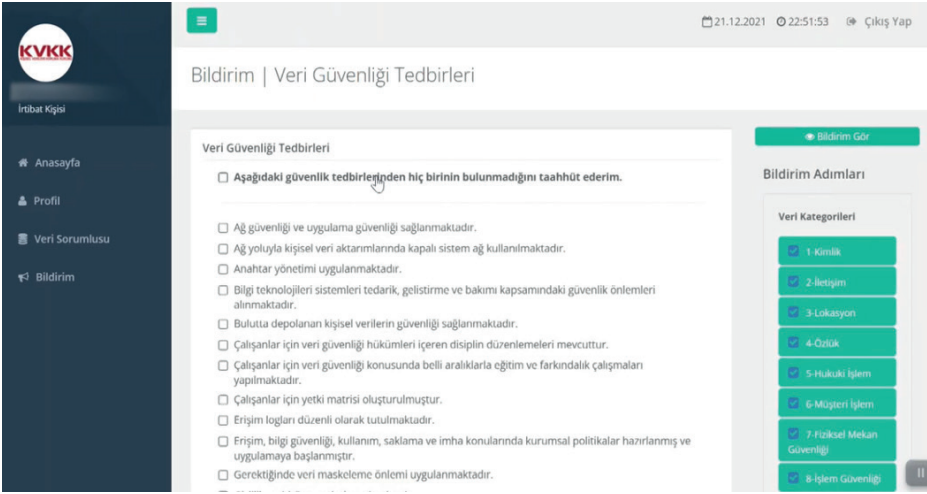 21.12.2021 22:51:53 Çıkış Yap
KVKK
İrtibat Kişisi
Anasayfa
Profil
Veri Sorumlusu
Bildirim
Bildirim | Veri Güvenliği Tedbirleri
Veri Güvenliği Tedbirleri
Aşağıdaki güvenlik tedbirlerinden hiç birinin bulunmadığını taahhüt ederim.
Ağ güvenliği ve uygulama güvenliği sağlanmaktadır.
Ağ yoluyla kişisel veri aktarımlarında kapalı sistem ağ kullanılmaktadır.
Anahtar yönetimi uygulanmaktadır.
Bilgi teknolojileri sistemleri tedarik, gelistirme ve bakımı kapsamındaki güvenlik önlemleri
alınmaktadır.
Bulutta depolanan kişisel verilerin güvenliği sağlanmaktadır.
Çalışanlar için veri güvenliği hükümleri içeren disiplin düzenlemeleri mevcuttur.
Çalışanlar için veri güvenliği konusunda belli aralıklarla eğitim ve farkındalık çalışmaları
yapılmaktadır.
Çalışanlar için yetki matrisi oluşturulmuştur.
Erişim logları düzenli olarak tutulmaktadır.
Erişim, bilgi güvenliği, kullanım, saklama ve imha konularında kurumsal politikalar hazırlanmış ve
uygulamaya başlanmıştır.
Gerektiğinde veri maskeleme önlemi uygulanmaktadır.
Bildirim Gör
Bildirim Adımları
Veri Kategorileri
1-Kimlik
2-İletişim
3-Lokasyon
4-Özlük
5-Hukuki İşlem
6-Müşteri İşlem
7-Fiziksel Mekan
Güvenliği
8-İşlem Güvenliği